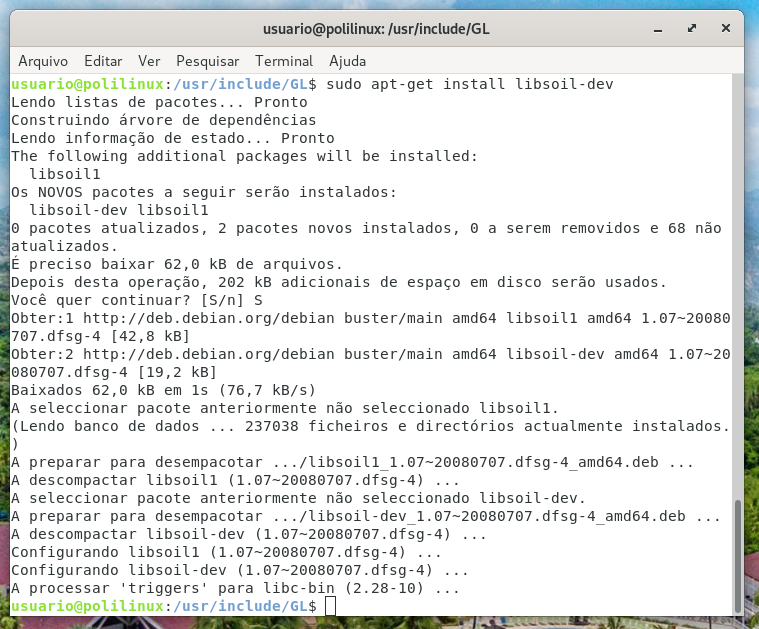 usuario@polilinux: /usr/include/GL
Arquivo Editar Ver Pesquisar Terminal Ajuda
usuario@polilinux:/usr/include/GL$ sudo apt-get install libsoil-dev
Lendo listas de pacotes... Pronto
Construindo árvore de dependências
Lendo informação de estado... Pronto
The following additional packages will be installed:
  libsoil1
Os NOVOS pacotes a seguir serão instalados:
  libsoil-dev libsoil1
0 pacotes atualizados, 2 pacotes novos instalados, 0 a serem removidos e 68 não
atualizados.
É preciso baixar 62,0 kB de arquivos.
Depois desta operação, 202 kB adicionais de espaço em disco serão usados.
Você quer continuar? [S/n] S
Obter:1 http://deb.debian.org/debian buster/main amd64 libsoil1 amd64 1.07~20080
707.dfsg-4 [42,8 kB]
Obter:2 http://deb.debian.org/debian buster/main amd64 libsoil-dev amd64 1.07~20
080707.dfsg-4 [19,2 kB]
Baixados 62,0 kB em 1s (76,7 kB/s)
A seleccionar pacote anteriormente não seleccionado libsoil1.
(Lendo banco de dados ... 237038 ficheiros e directórios actualmente instalados.
)
A preparar para desempacotar .../libsoil1_1.07~20080707.dfsg-4_amd64.deb ...
A descompactar libsoil1 (1.07~20080707.dfsg-4) ...
A seleccionar pacote anteriormente não seleccionado libsoil-dev.
A preparar para desempacotar .../libsoil-dev_1.07~20080707.dfsg-4_amd64.deb ...
A descompactar libsoil-dev (1.07~20080707.dfsg-4) ...
Configurando libsoil1 (1.07~20080707.dfsg-4) ...
Configurando libsoil-dev (1.07~20080707.dfsg-4) ...
A processar 'triggers' para libc-bin (2.28-10) ...
usuario@polilinux:/usr/include/GL$